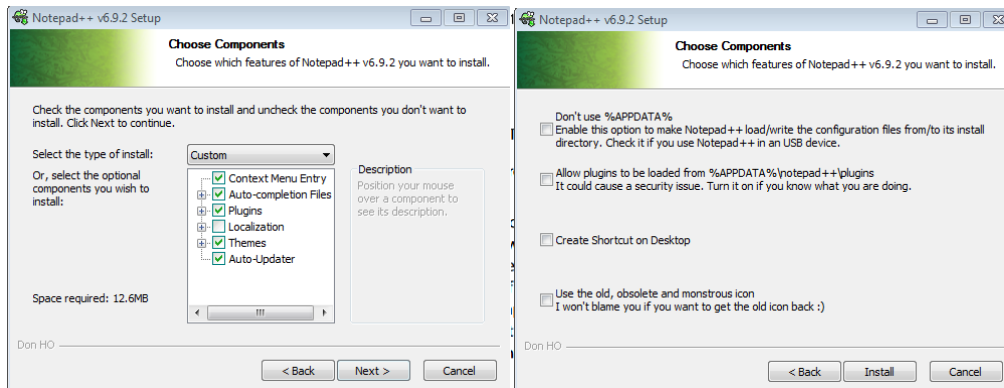 Notepad++ v6.9.2 Setup
Choose Components
Choose which features of Notepad++ v6.9.2 you want to install.
Check the components you want to install and uncheck the components you don't want to
install. Click Next to continue.
Select the type of install:
Custom
Or, select the optional
components you wish to
install:
Context Menu Entry
Auto-completion Files
Plugins
Localization
Themes
Auto-Updater
Description
Position your mouse
over a component to
see its description.
Space required: 12.6MB
Don HO
< Back
Next >
Cancel
Notepad++ v6.9.2 Setup
Choose Components
Choose which features of Notepad++ v6.9.2 you want to install.
Don't use %APPDATA%
Enable this option to make Notepad++ load/write the configuration files from/to its install
directory. Check it if you use Notepad++ in an USB device.
Allow plugins to be loaded from %APPDATA%\notepad++\plugins
It could cause a security issue. Turn it on if you know what you are doing.
Create Shortcut on Desktop
Use the old, obsolete and monstrous icon
I won't blame you if you want to get the old icon back :)
Don HO
< Back
Install
Cancel